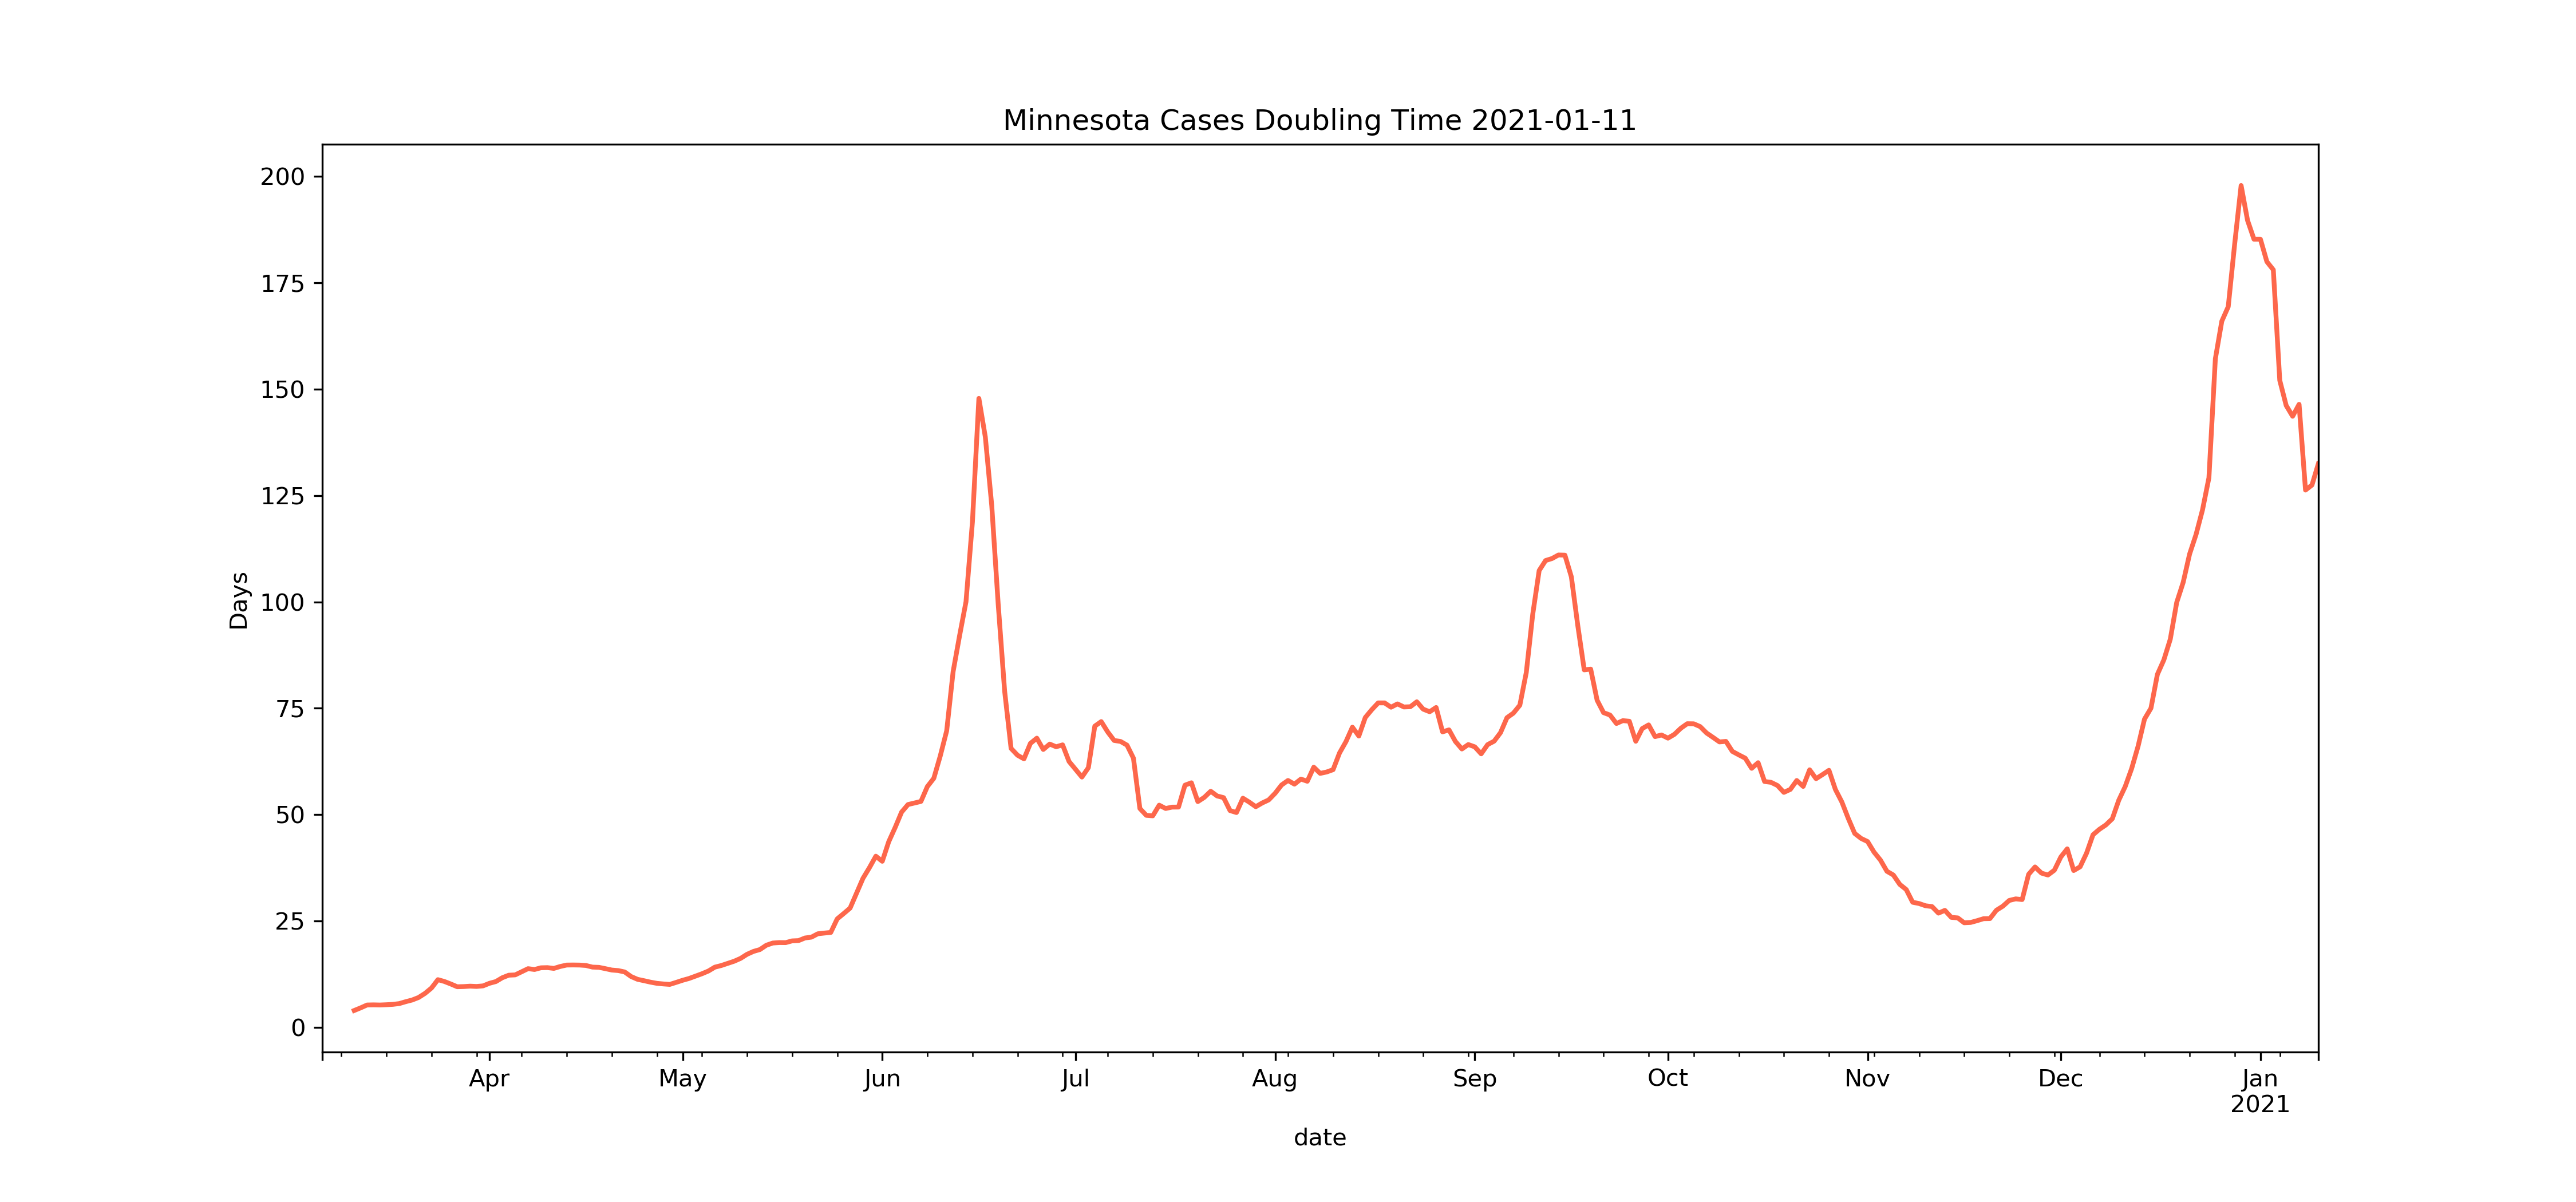 Minnesota Cases Doubling Time 2021-01-11
200
175
150
125
100
75
50
25
0
Days
Apr May Jun Jul Aug Sep Oct Nov Dec Jan
2021
date